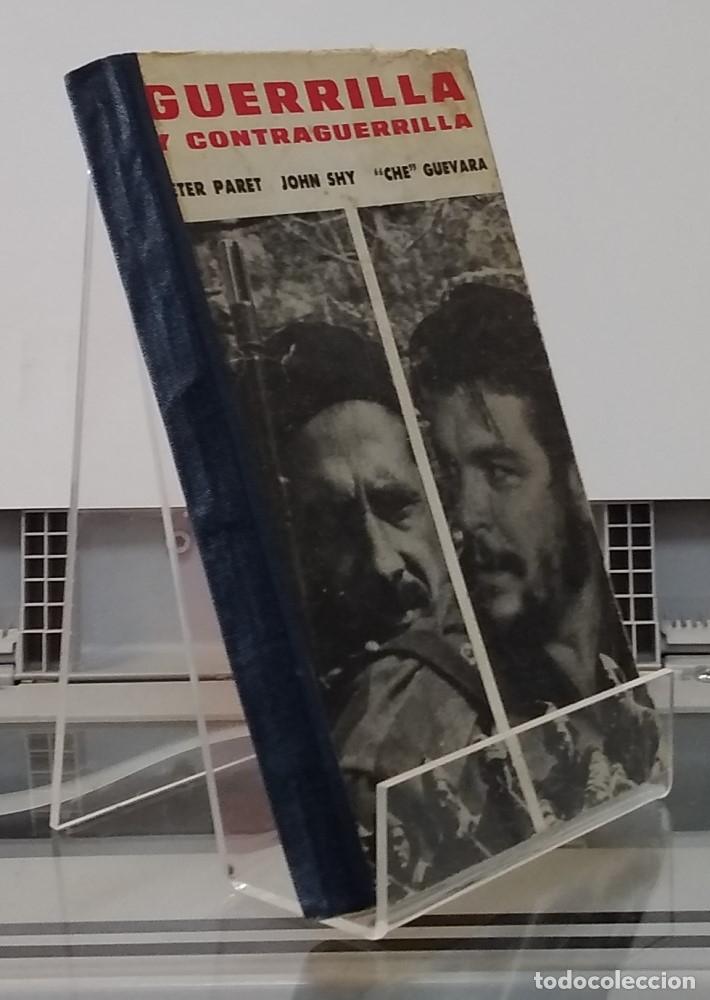 GUERRILLA
Y CONTRAGUERRILLA
ETER PARET JOHN SHY "CHE" GUEVARA
todocoleccion